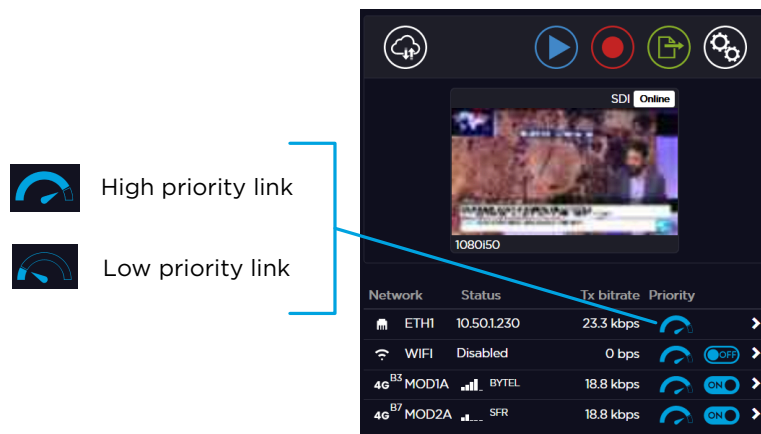 SDI Online
High priority link
Low priority link
1080i50
Network Status Tx bitrate Priority
ETH1 10.50.1.230 23.3 kbps
WIFI Disabled 0 bps OFF
4G B3 MOD1A BYTEL 18.8 kbps ON
4G B7 MOD2A SFR 18.8 kbps ON